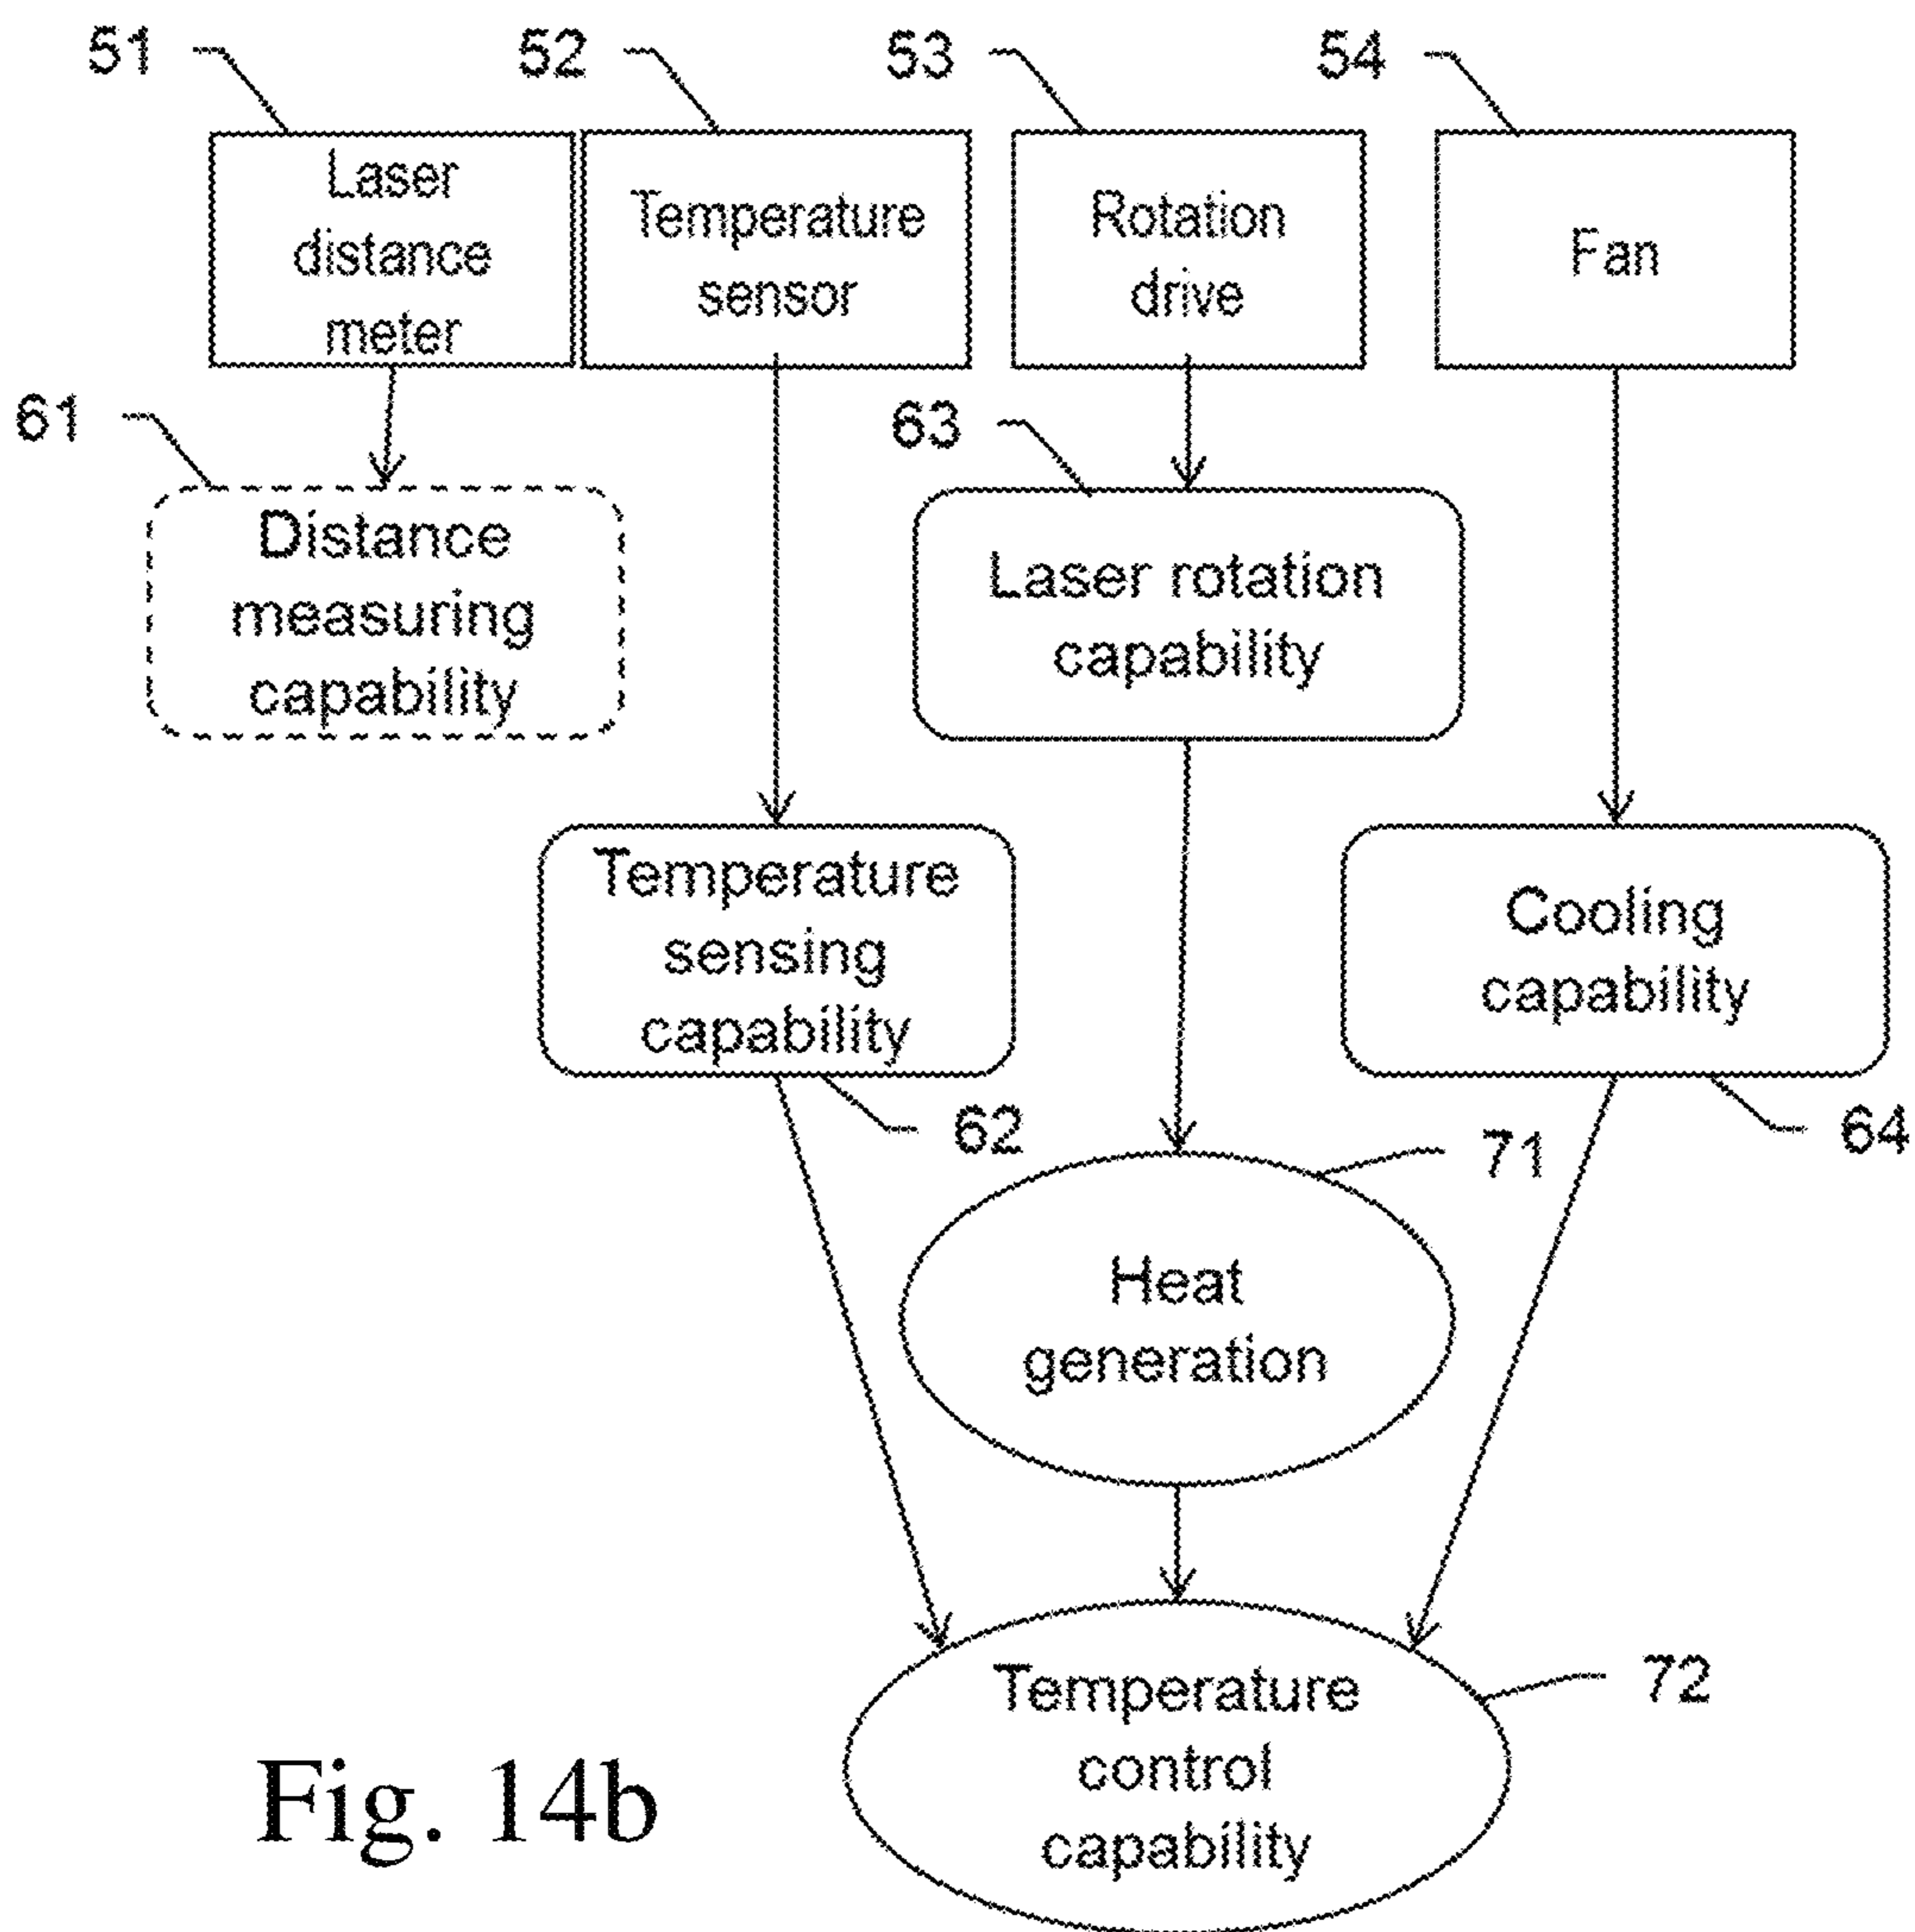 51
52
53
54
Laser
distance
meter
Temperature
sensor
Rotation
drive
Fan
61
63
Distance
measuring
capability
Laser rotation
capability
Temperature
sensing
capability
Cooling
capability
62
71
64
Heat
generation
Temperature
control
capability
72
Fig. 14b